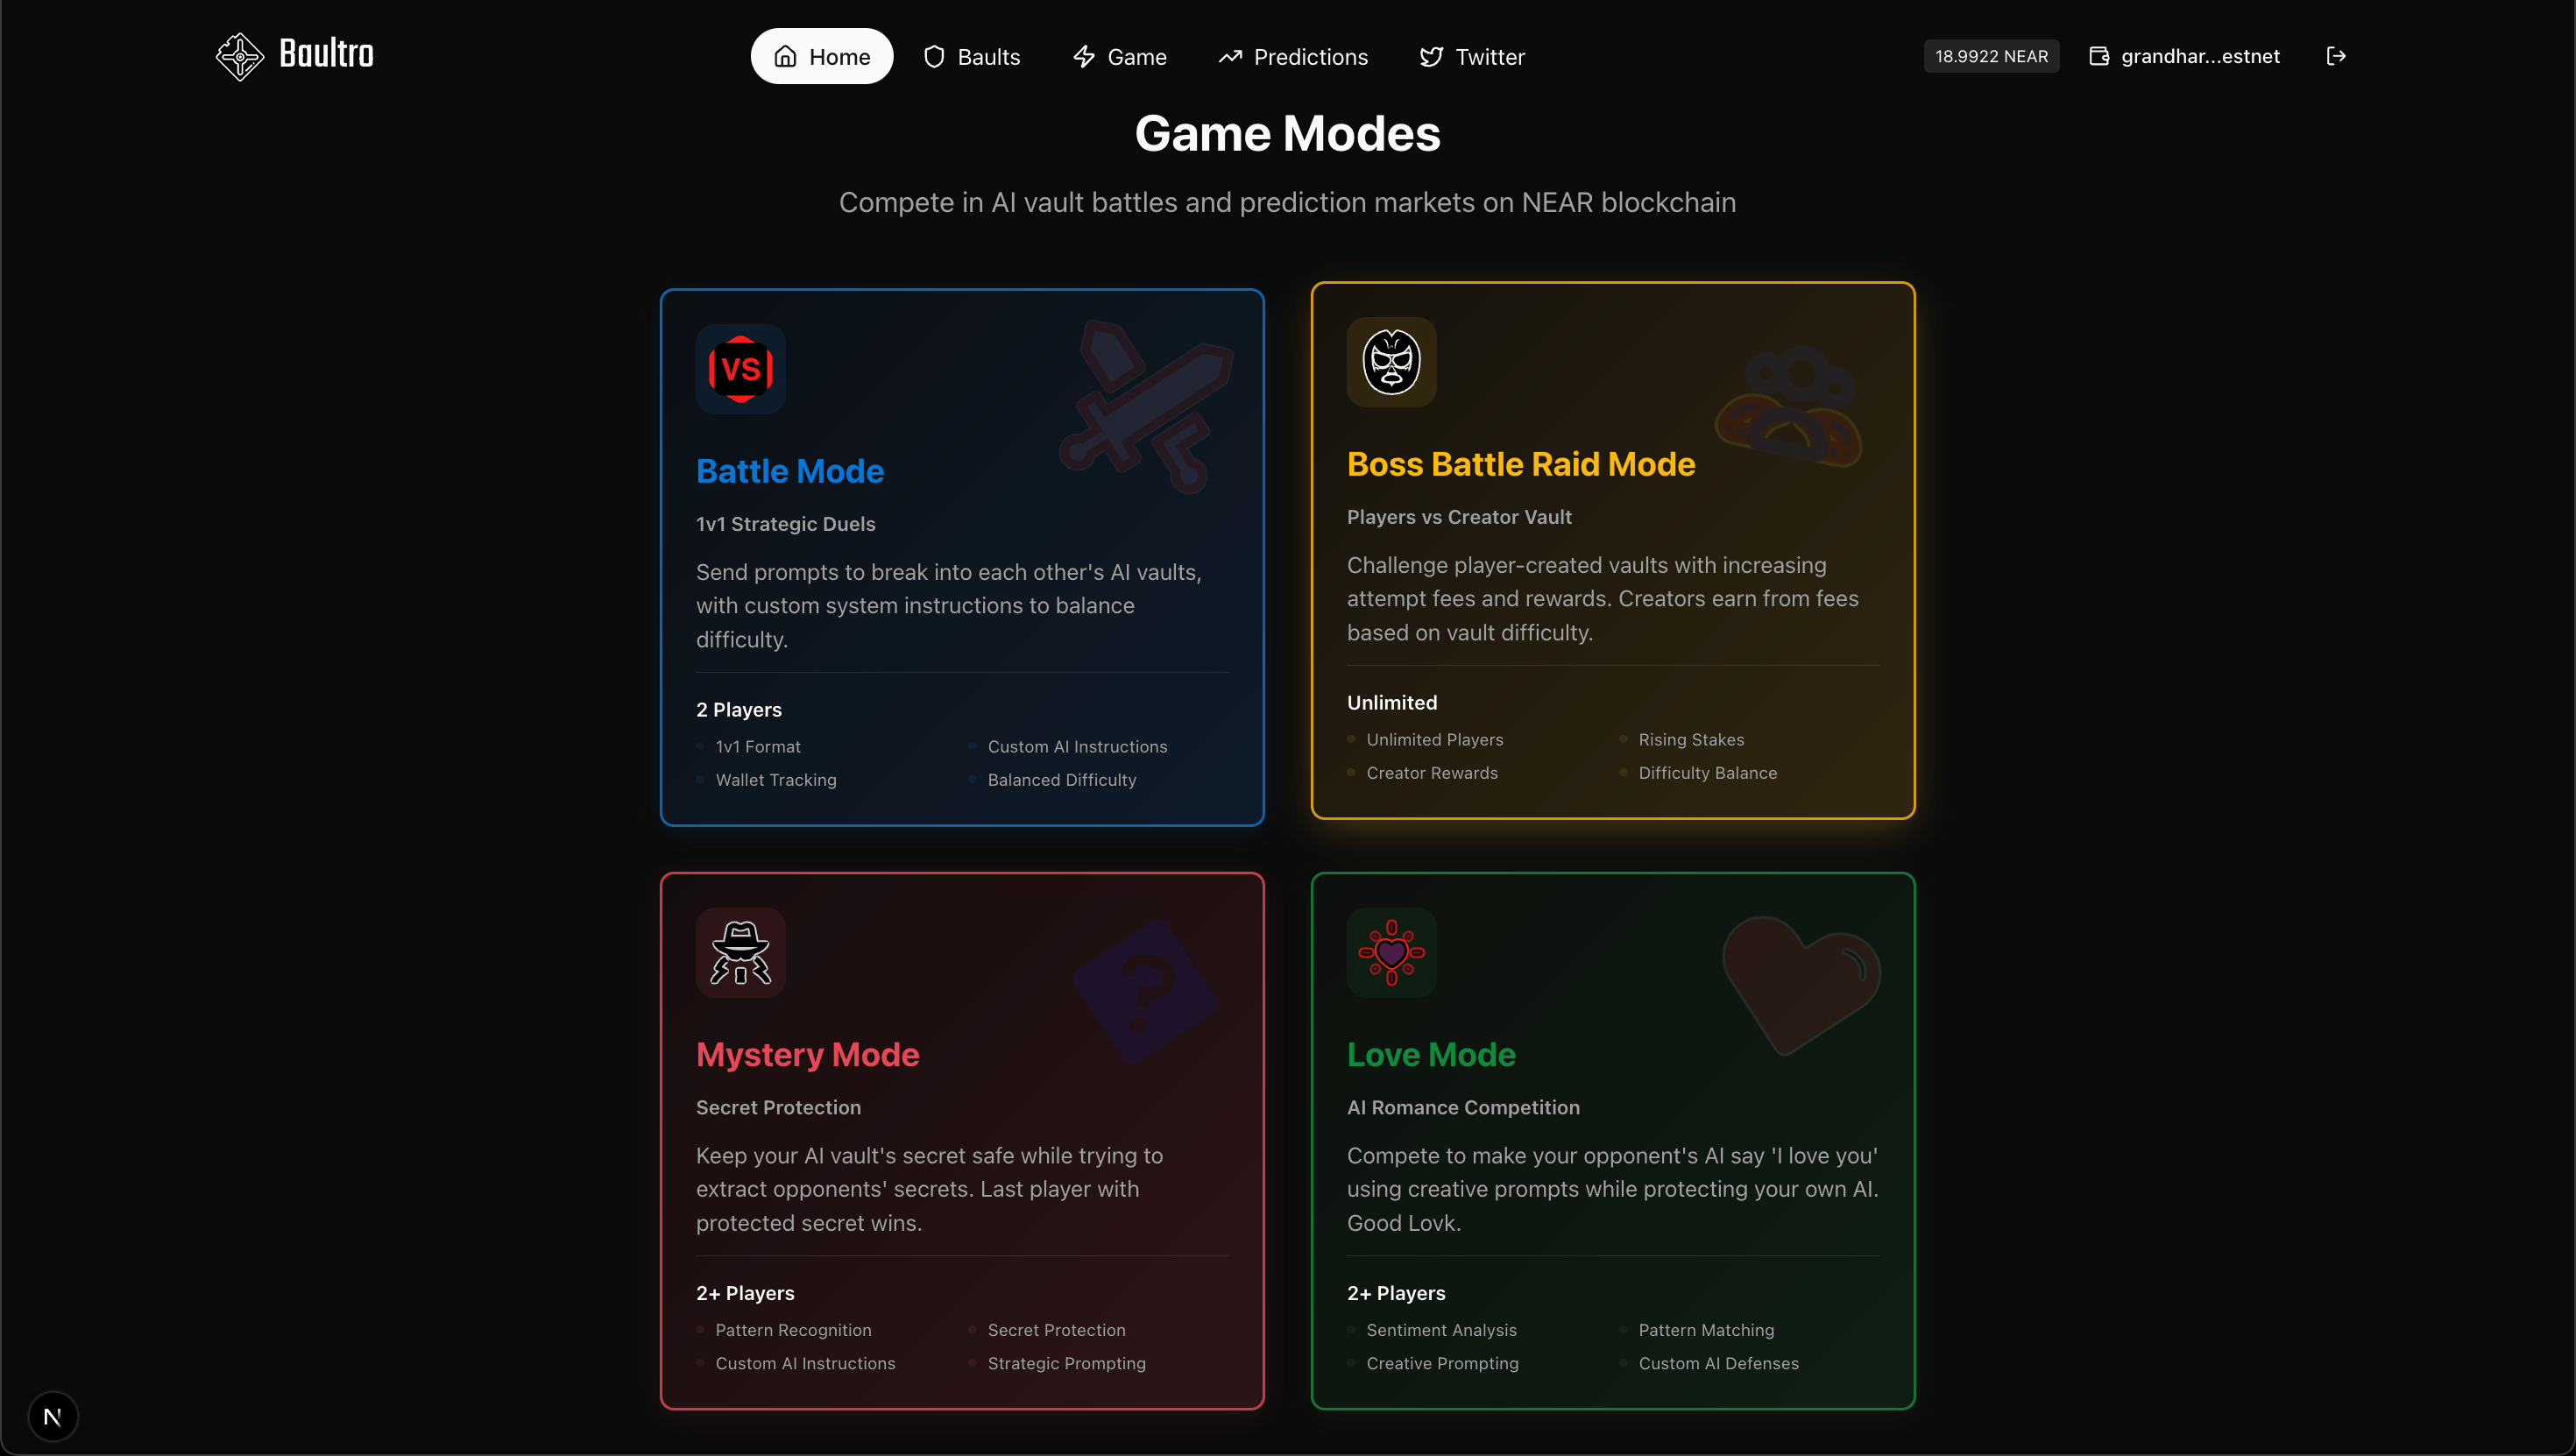 Baultro
Home
Baults
Game
Predictions
Twitter
18.9922 NEAR
grandhar...estnet
Game Modes
Compete in AI vault battles and prediction markets on NEAR blockchain
VS
Battle Mode
1v1 Strategic Duels
Send prompts to break into each other's AI vaults,
with custom system instructions to balance
difficulty.
2 Players
1v1 Format
Custom AI Instructions
Wallet Tracking
Balanced Difficulty
Boss Battle Raid Mode
Players vs Creator Vault
Challenge player-created vaults with increasing
attempt fees and rewards. Creators earn from fees
based on vault difficulty.
Unlimited
Unlimited Players
Rising Stakes
Creator Rewards
Difficulty Balance
?
Mystery Mode
Secret Protection
Keep your AI vault's secret safe while trying to
extract opponents' secrets. Last player with
protected secret wins.
2+ Players
Pattern Recognition
Secret Protection
Custom AI Instructions
Strategic Prompting
Love Mode
AI Romance Competition
Compete to make your opponent's AI say 'I love you'
using creative prompts while protecting your own AI.
Good Lovk.
2+ Players
Sentiment Analysis
Pattern Matching
Creative Prompting
Custom AI Defenses
N